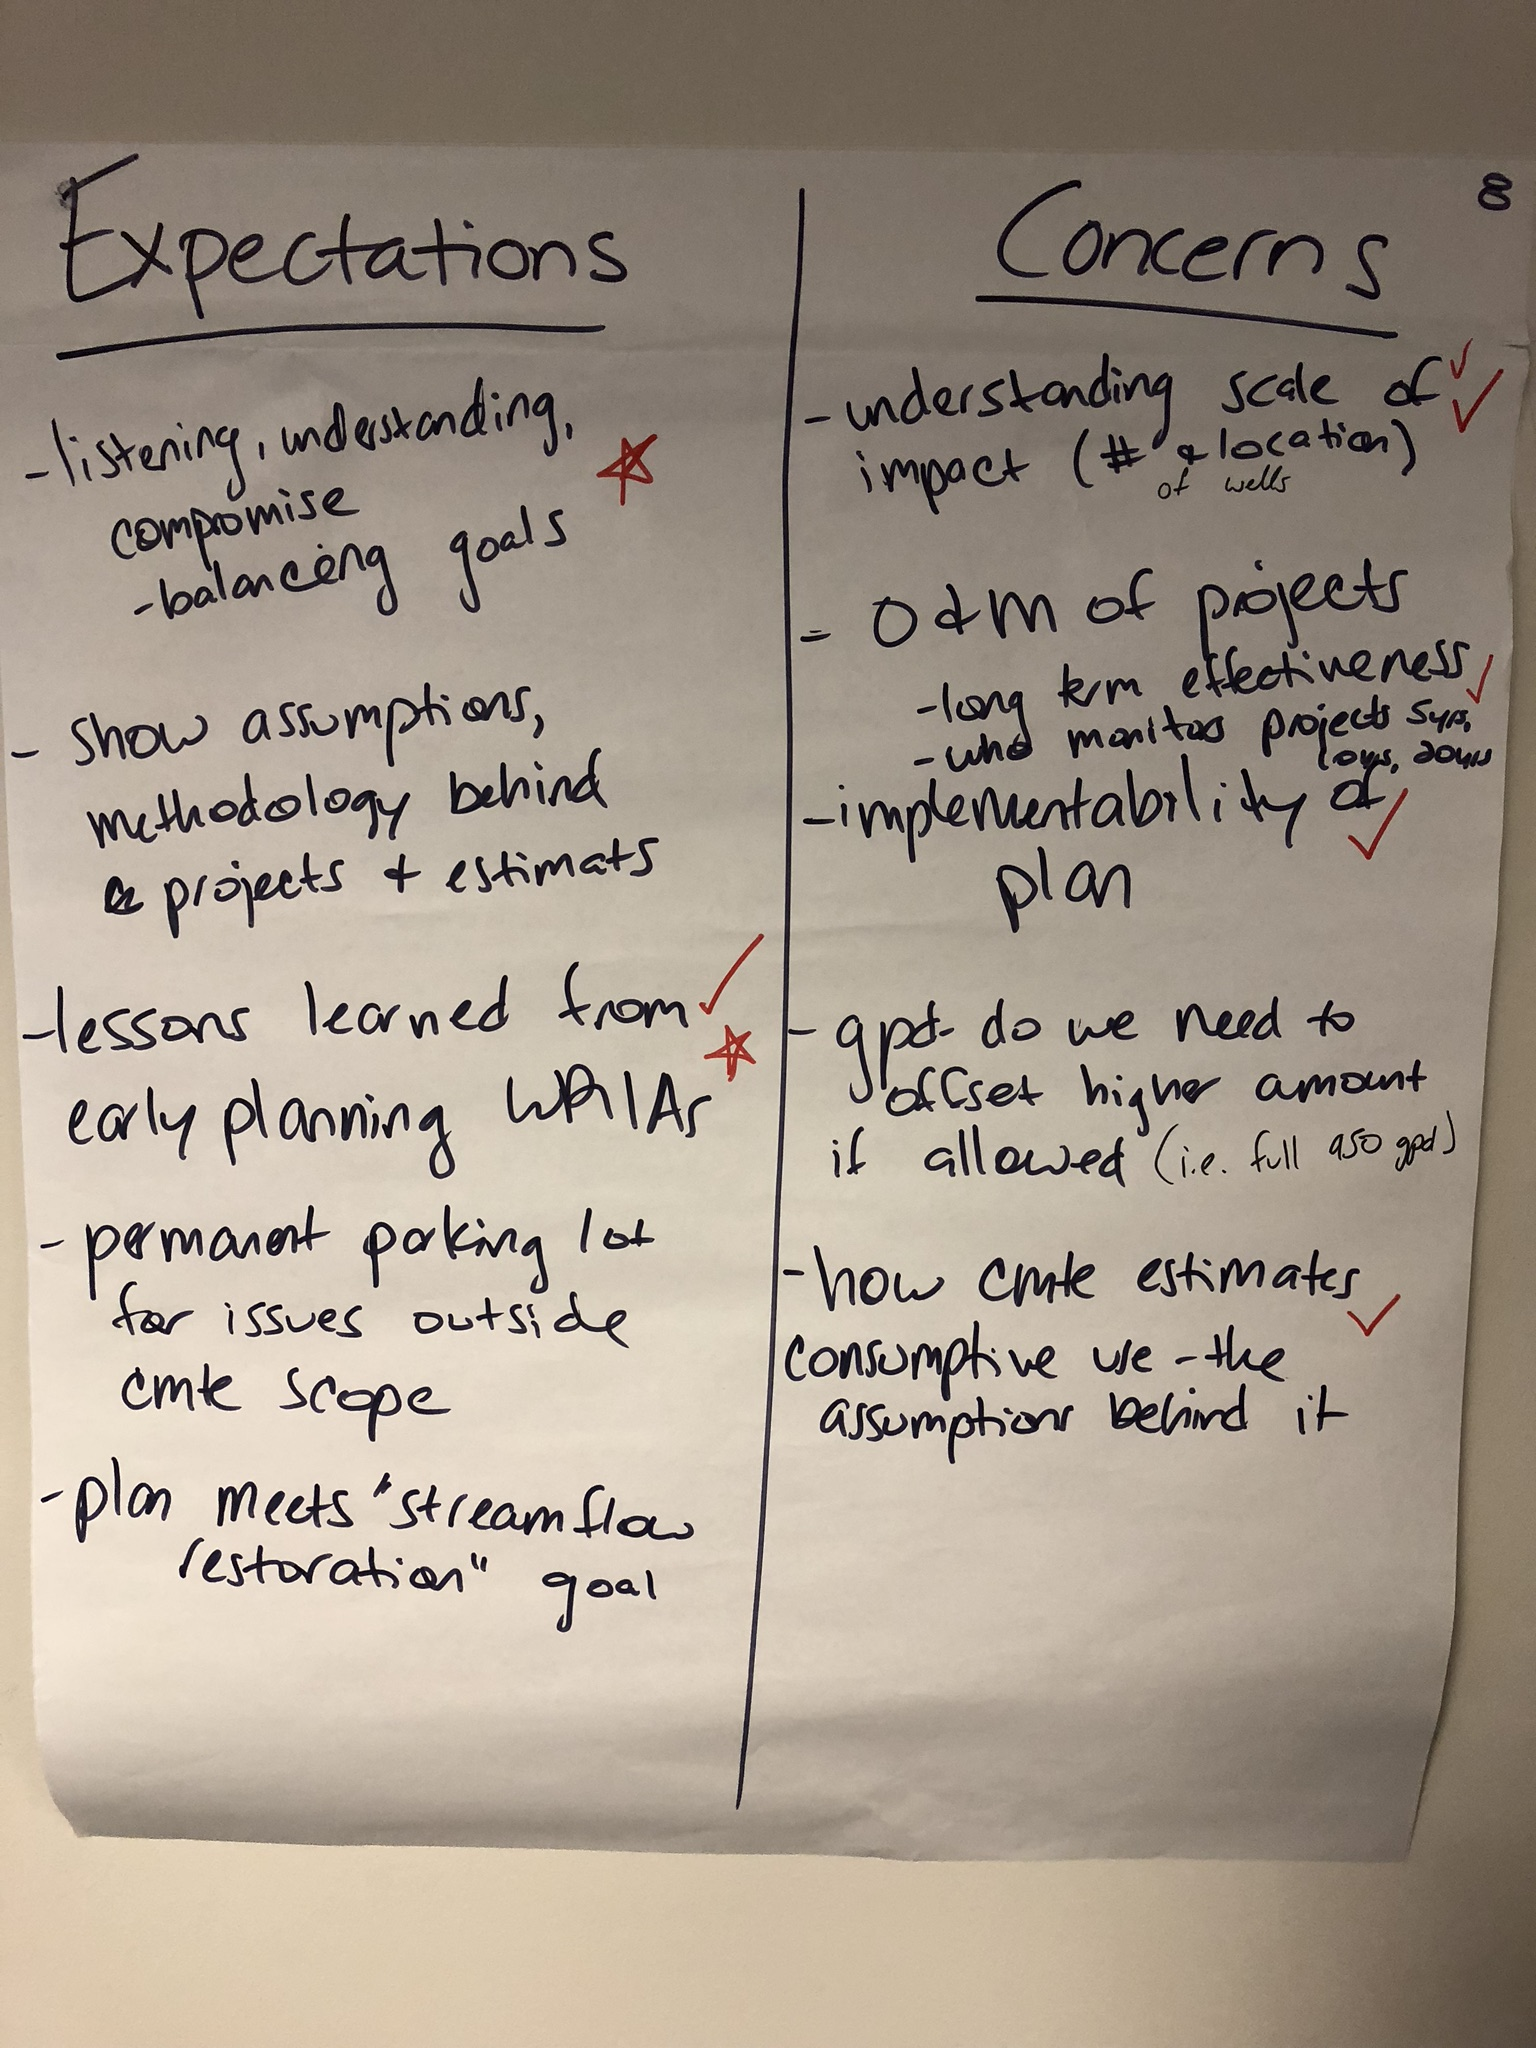 Expectations
- listening, understanding,
compromise
- balancing goals
- show assumptions,
methodology behind
projects + estimats
- lessons learned from
early planning WRIAs
- permanent parking lot
for issues outside
cmte scope
- plan meets "streamflow
restoration" goal
8
Concerns
- understanding scale of
impact (# & location)
of wells
- O & M of projects
- long term effectiveness
- who monitors projects 5yrs,
10yrs, 20yrs
- implementability of
plan
- gpd - do we need to
offset higher amount
if allowed (i.e. full 950 gpd)
- how cmte estimates
consumptive use - the
assumptions behind it